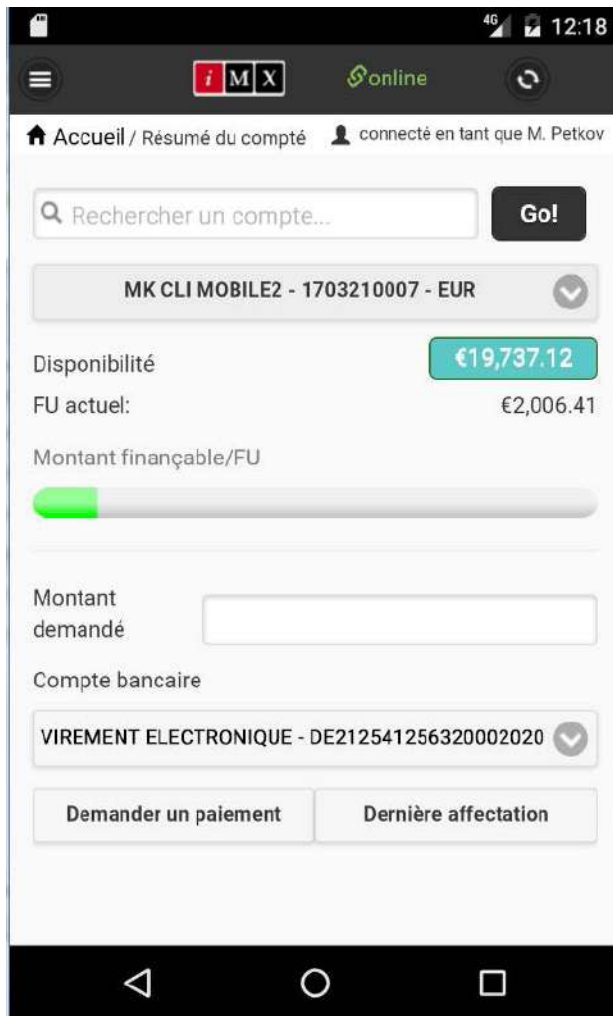 4G 12:18
iMX online
Accueil / Résumé du compté connecté en tant que M. Petkov
Rechercher un compte... Go!
MK CLI MOBILE2 - 1703210007 - EUR
Disponibilité €19,737.12
FU actuel: €2,006.41
Montant finançable/FU
Montant
demandé
Compte bancaire
VIREMENT ELECTRONIQUE - DE212541256320002020
Demander un paiement Dernière affectation